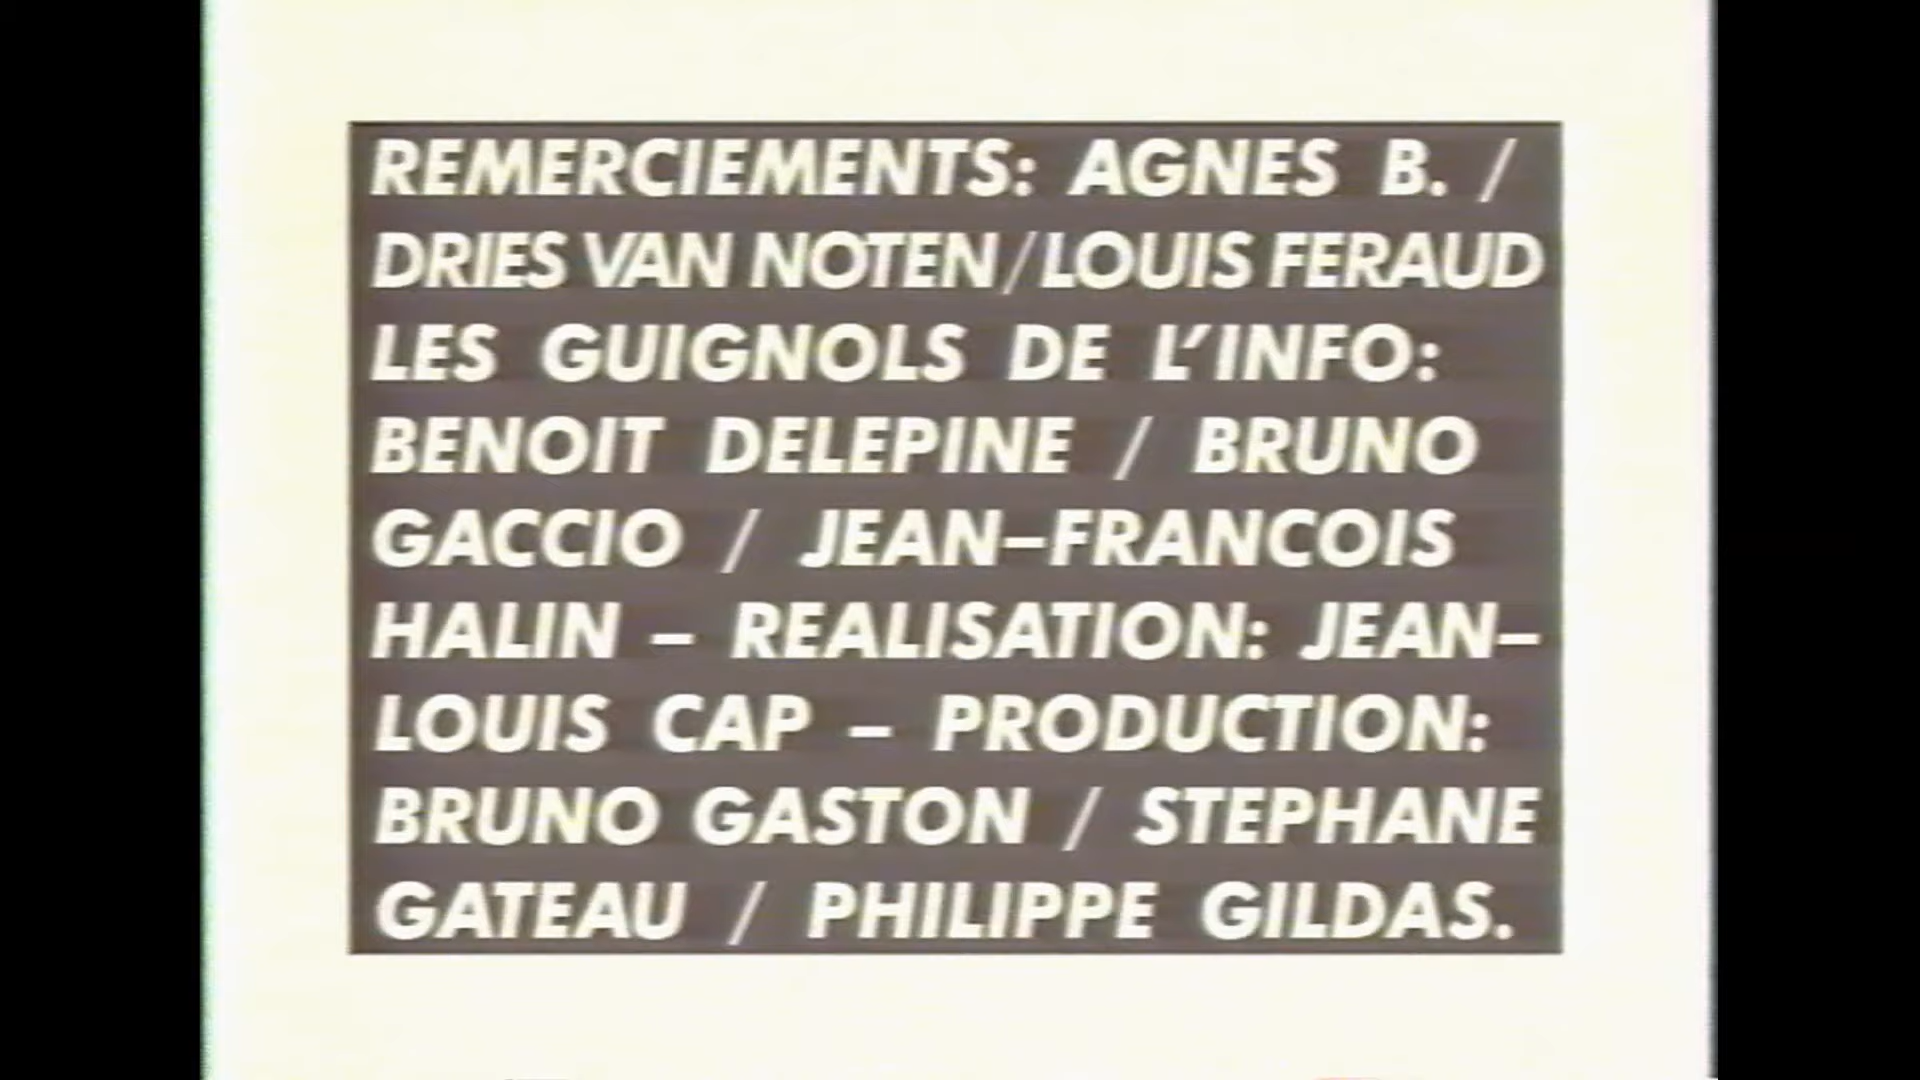 REMERCIEMENTS: AGNES B. /
DRIES VAN NOTEN/LOUIS FERAUD
LES GUIGNOLS DE L'INFO:
BENOIT DELEPINE / BRUNO
GACCIO / JEAN-FRANCOIS
HALIN - REALISATION: JEAN-
LOUIS CAP - PRODUCTION:
BRUNO GASTON / STEPHANE
GATEAU / PHILIPPE GILDAS.